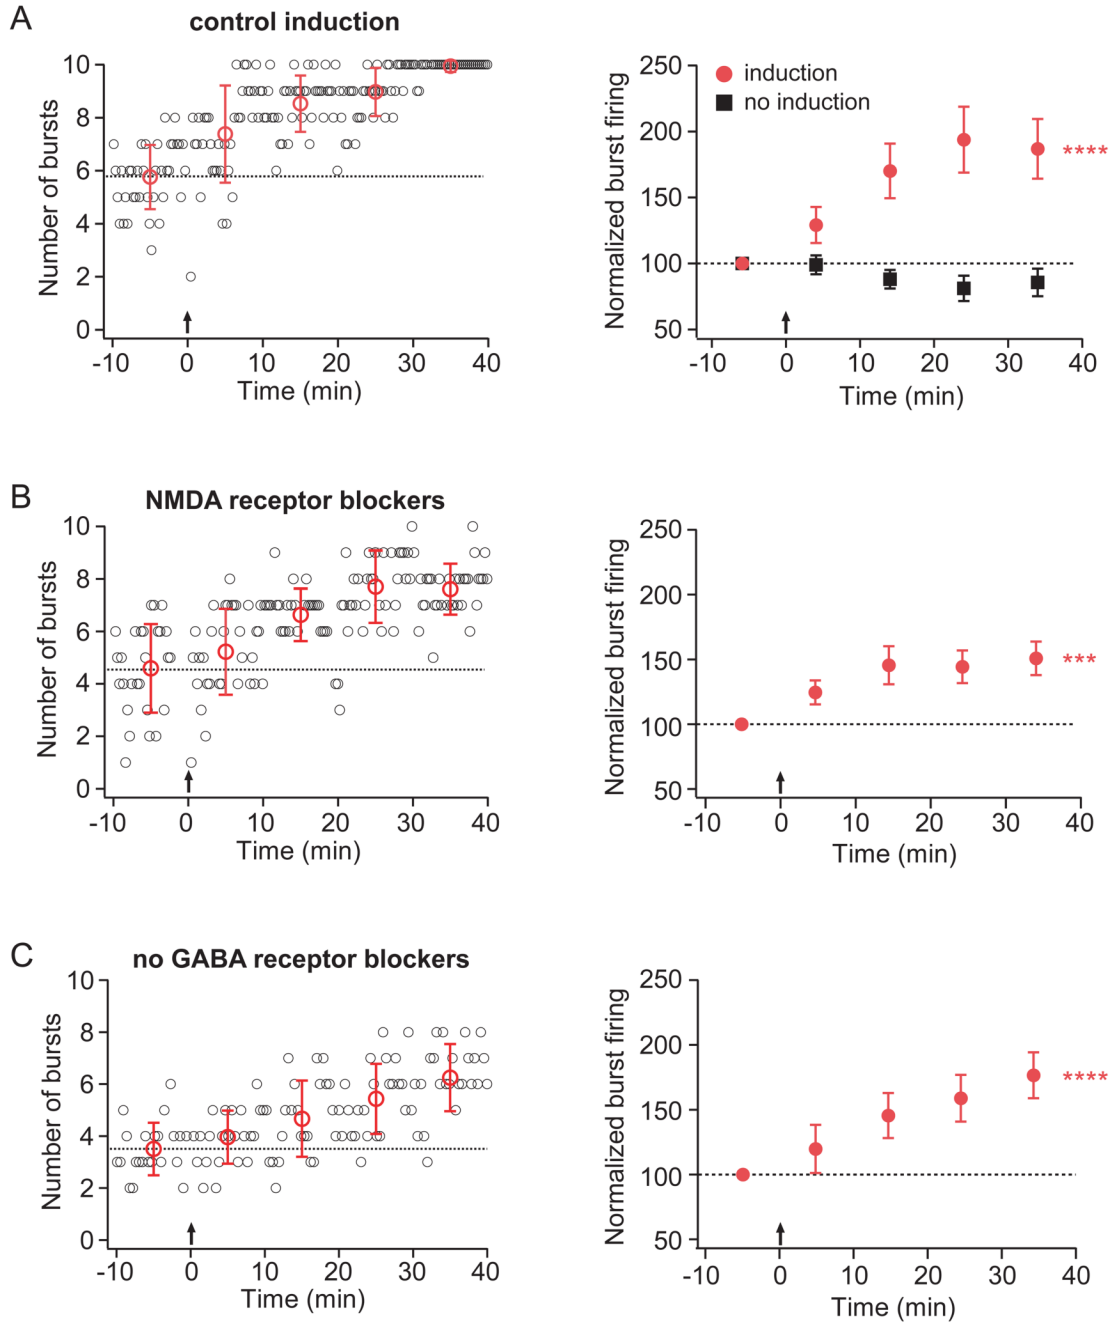 A
control induction
Number of bursts
10
8
6
4
2
0
-10 0 10 20 30 40
Time (min)
Normalized burst firing
250
200
150
100
50
induction
no induction
****
-10 0 10 20 30 40
Time (min)
B
NMDA receptor blockers
Number of bursts
10
8
6
4
2
0
-10 0 10 20 30 40
Time (min)
Normalized burst firing
250
200
150
100
50
***
-10 0 10 20 30 40
Time (min)
C
no GABA receptor blockers
Number of bursts
10
8
6
4
2
0
-10 0 10 20 30 40
Time (min)
Normalized burst firing
250
200
150
100
50
****
-10 0 10 20 30 40
Time (min)